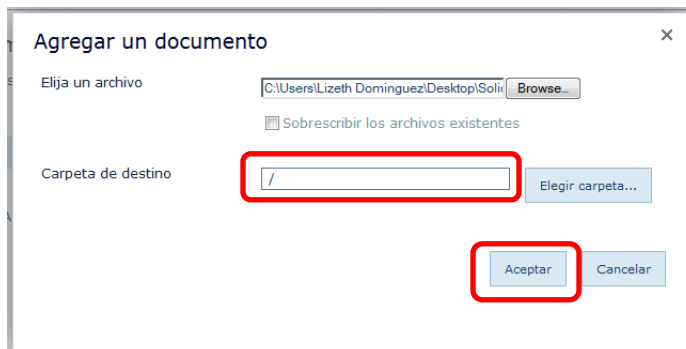 Agregar un documento
Elija un archivo
C:\Users\Lizeth Dominguez\Desktop\Soli
Browse...
Sobrescribir los archivos existentes
Carpeta de destino
/
Elegir carpeta...
Aceptar
Cancelar